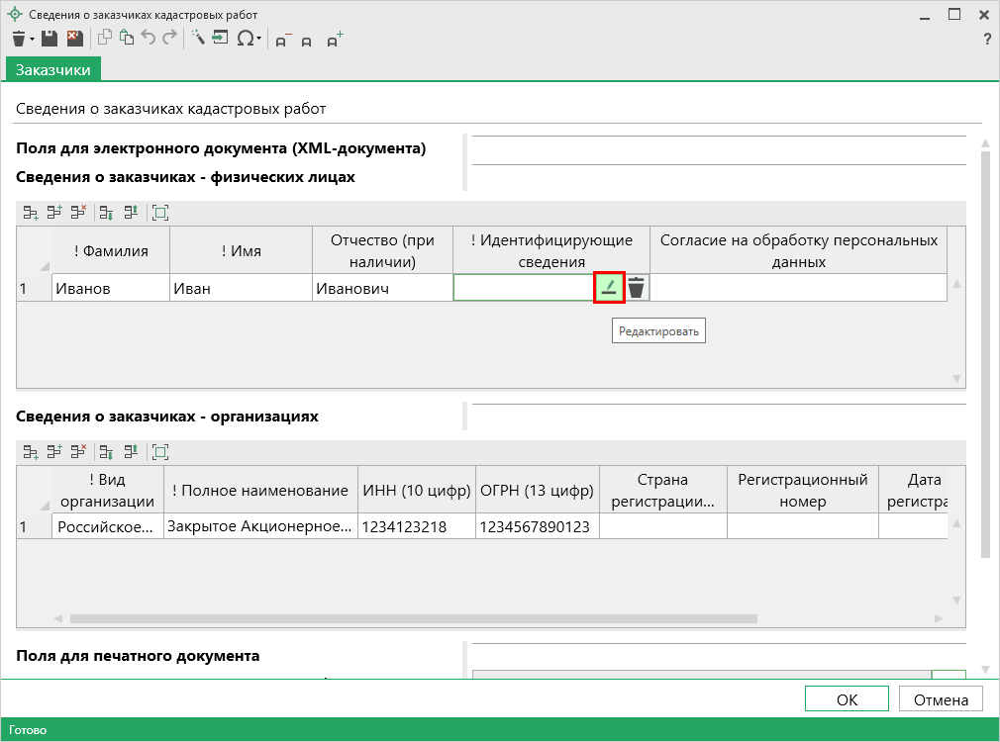 Сведения о заказчиках кадастровых работ
?
Заказчики
Сведения о заказчиках кадастровых работ
Поля для электронного документа (XML-документа)
Сведения о заказчиках - физических лицах
! Фамилия
! Имя
Отчество (при
наличии)
! Идентифицирующие
сведения
Согласие на обработку персональных
данных
1 Иванов Иван Иванович
Редактировать
Сведения о заказчиках - организациях
! Вид
организации
! Полное наименование
ИНН (10 цифр)
ОГРН (13 цифр)
Страна
регистрации...
Регистрационный
номер
Дата
регистра
1 Российское... Закрытое Акционерное... 1234123218 1234567890123
Поля для печатного документа
ОК Отмена
Готово